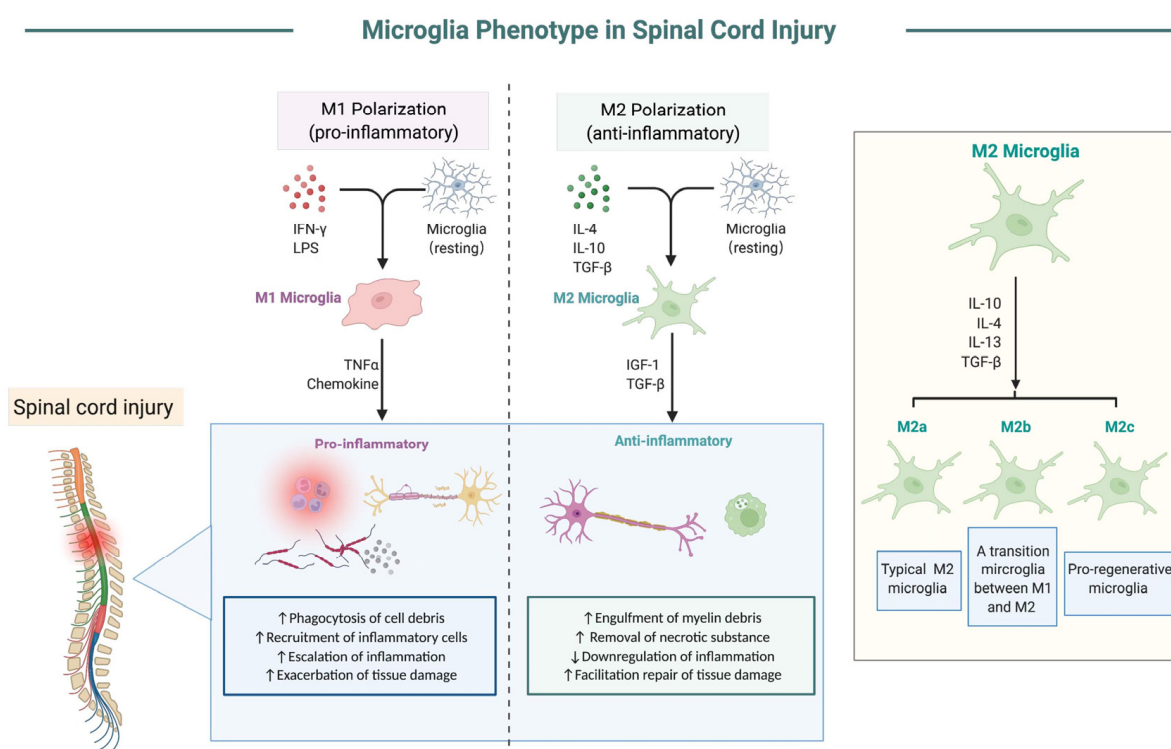 Microglia Phenotype in Spinal Cord Injury
M1 Polarization
(pro-inflammatory)
IFN-γ
LPS
Microglia
(resting)
M1 Microglia
TNFα
Chemokine
M2 Polarization
(anti-inflammatory)
IL-4
IL-10
TGF-β
Microglia
(resting)
M2 Microglia
IGF-1
TGF-β
Spinal cord injury
Pro-inflammatory
↑Phagocytosis of cell debris
↑Recruitment of inflammatory cells
↑Escalation of inflammation
↑Exacerbation of tissue damage
Anti-inflammatory
↑Engulfment of myelin debris
↑ Removal of necrotic substance
↓Downregulation of inflammation
↑Facilitation repair of tissue damage
M2 Microglia
IL-10
IL-4
IL-13
TGF-β
M2a
M2b
M2c
Typical M2
microglia
A transition
mircroglia
between M1
and M2
Pro-regenerative
microglia